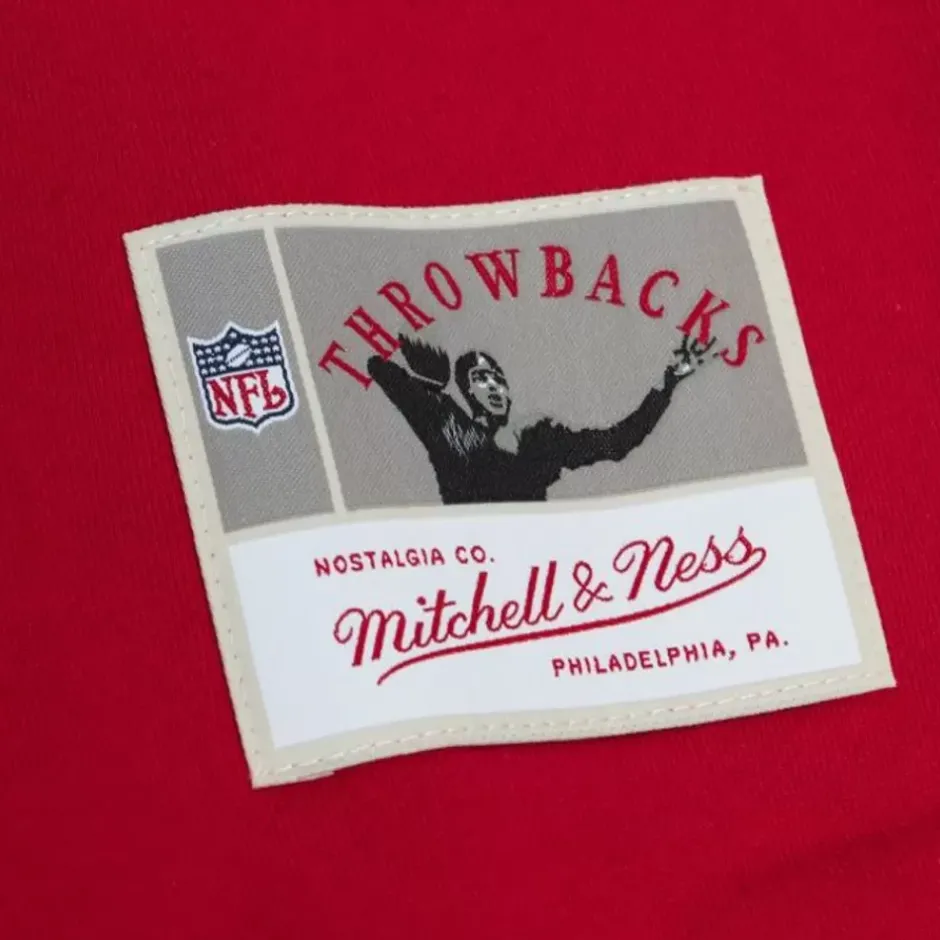 THROWBACKS
NFL
NOSTALGIA CO.
Mitchell & Ness
PHILADELPHIA, PA.